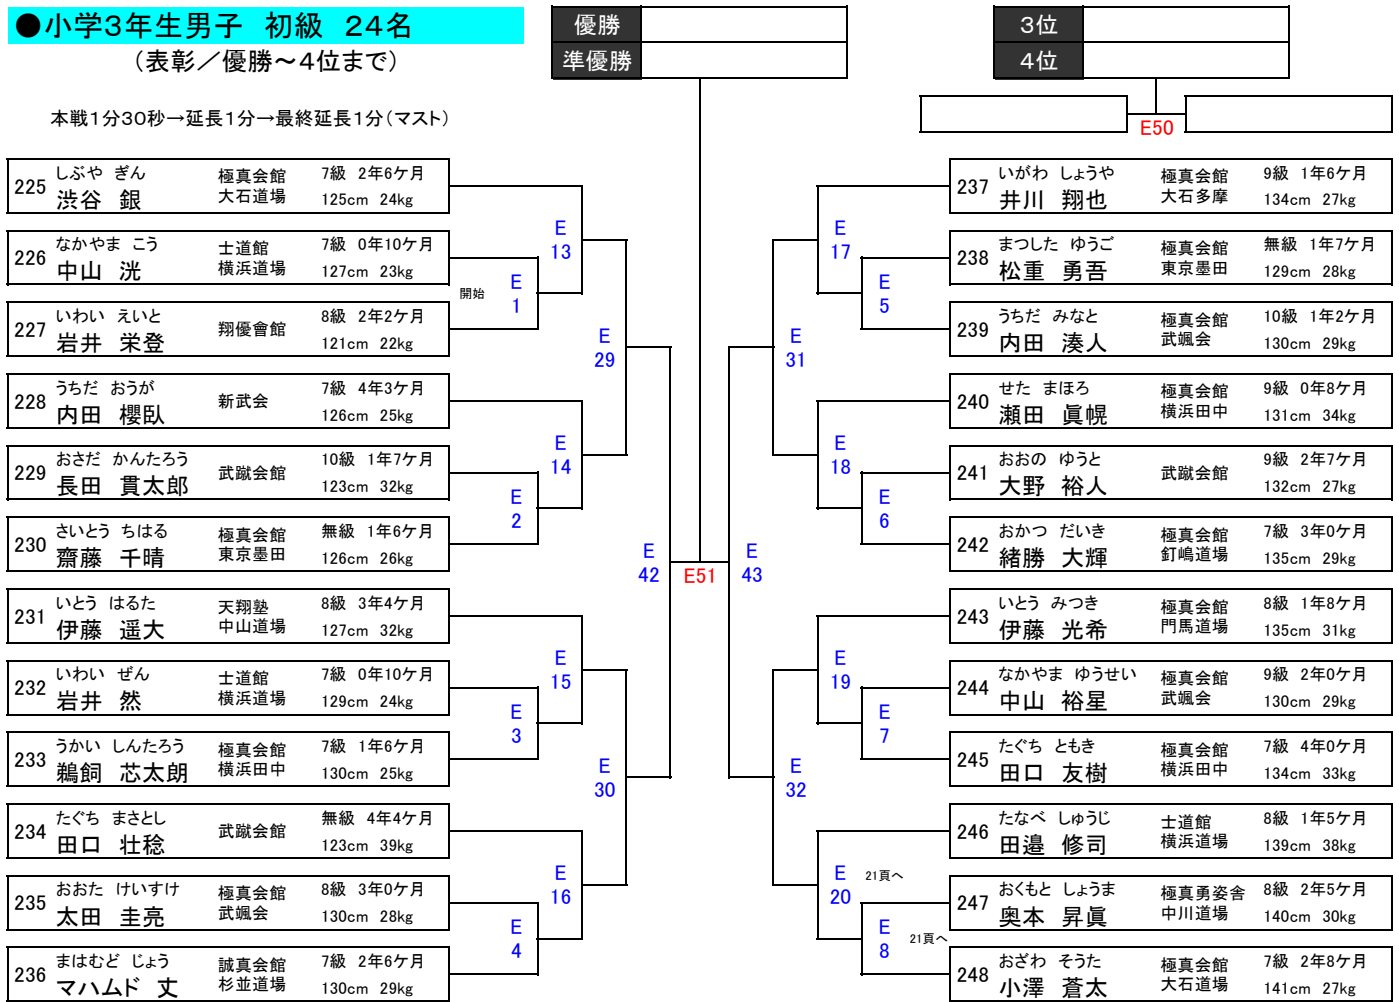 ●小学3年生男子　初級　24名
（表彰／優勝～4位まで）
本戦1分30秒→延長1分→最終延長1分（マスト）
優勝
準優勝
3位
4位
E50
225 しぶや ぎん 極真会館 7級 2年6ケ月
渋谷 銀 大石道場 125cm 24kg
226 なかやま こう 士道館 7級 0年10ケ月
中山 洸 横浜道場 127cm 23kg
227 いわい えいと 翔優會館 8級 2年2ケ月
岩井 栄登 121cm 22kg
228 うちだ おうが 新武会 7級 4年3ケ月
内田 櫻臥 126cm 25kg
229 おさだ かんたろう 武蹴会館 10級 1年7ケ月
長田 貫太郎 123cm 32kg
230 さいとう ちはる 極真会館 無級 1年6ケ月
齋藤 千晴 東京墨田 126cm 26kg
231 いとう はるた 天翔塾 8級 3年4ケ月
伊藤 遥大 中山道場 127cm 32kg
232 いわい ぜん 士道館 7級 0年10ケ月
岩井 然 横浜道場 129cm 24kg
233 うかい しんたろう 極真会館 7級 1年6ケ月
鵜飼 芯太朗 横浜田中 130cm 25kg
234 たぐち まさとし 武蹴会館 無級 4年4ケ月
田口 壮稔 123cm 39kg
235 おおた けいすけ 極真会館 8級 3年0ケ月
太田 圭亮 武颯会 130cm 28kg
236 まはむど じょう 誠真会館 7級 2年6ケ月
マハムド 丈 杉並道場 130cm 29kg
開始
E
1
E
2
E
3
E
4
E
13
E
14
E
15
E
16
E
29
E
30
E
42
E51
E
43
E
31
E
32
E
17
E
18
E
19
E
20
21頁へ
E
5
E
6
E
7
E
8
21頁へ
237 いがわ しょうや 極真会館 9級 1年6ケ月
井川 翔也 大石多摩 134cm 27kg
238 まつした ゆうご 極真会館 無級 1年7ケ月
松重 勇吾 東京墨田 129cm 28kg
239 うちだ みなと 極真会館 10級 1年2ケ月
内田 湊人 武颯会 130cm 29kg
240 せた まほろ 極真会館 9級 0年8ケ月
瀬田 眞幌 横浜田中 131cm 34kg
241 おおの ゆうと 武蹴会館 9級 2年7ケ月
大野 裕人 132cm 27kg
242 おかつ だいき 極真会館 7級 3年0ケ月
緒勝 大輝 釘嶋道場 135cm 29kg
243 いとう みつき 極真会館 8級 1年8ケ月
伊藤 光希 門馬道場 135cm 31kg
244 なかやま ゆうせい 極真会館 9級 2年0ケ月
中山 裕星 武颯会 130cm 29kg
245 たぐち ともき 極真会館 7級 4年0ケ月
田口 友樹 横浜田中 134cm 33kg
246 たなべ しゅうじ 士道館 8級 1年5ケ月
田邉 修司 横浜道場 139cm 38kg
247 おくもと しょうま 極真勇姿舎 8級 2年5ケ月
奥本 昇眞 中川道場 140cm 30kg
248 おざわ そうた 極真会館 7級 2年8ケ月
小澤 蒼太 大石道場 141cm 27kg